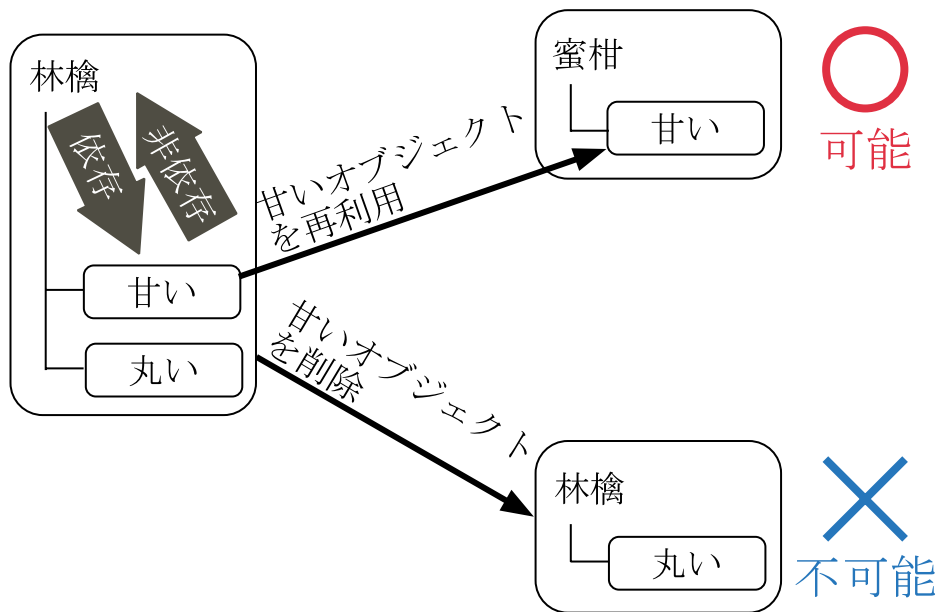 林檎
依存
非依存
甘い
丸い
甘いオブジェクト
を再利用
蜜柑
甘い
可能
甘いオブジェクト
を削除
林檎
丸い
不可能